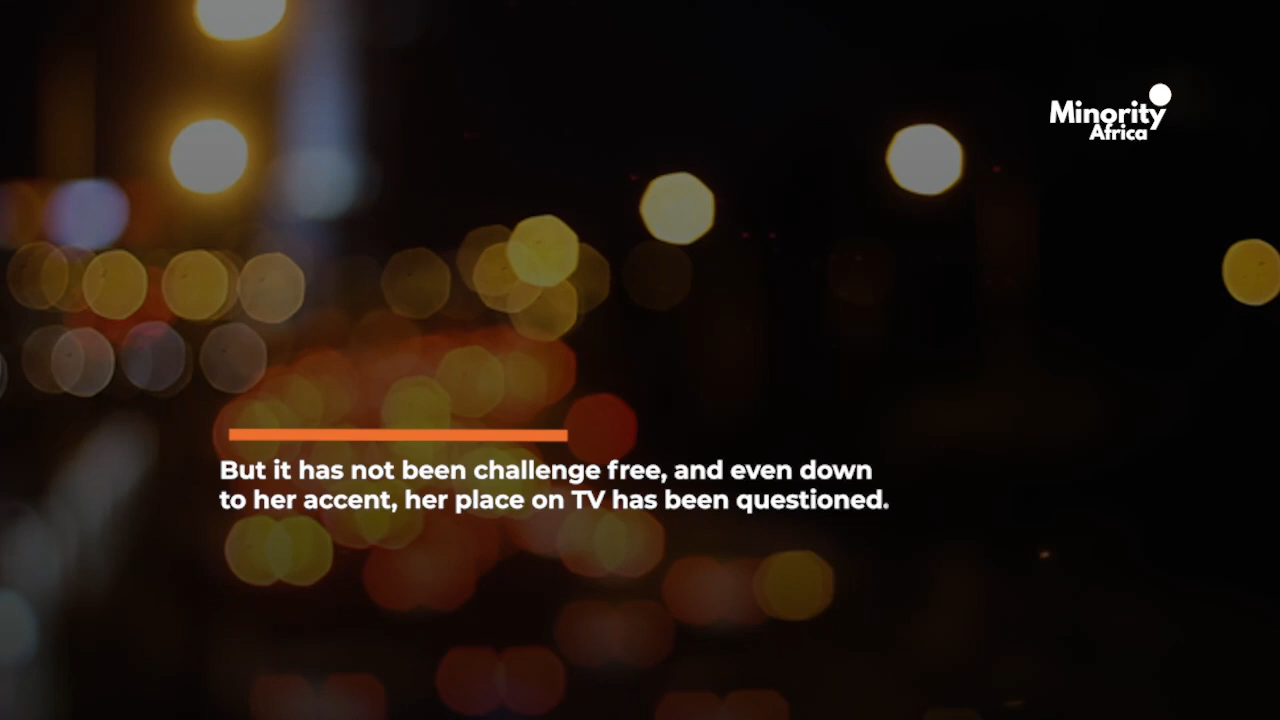 Minority
Africa
But it has not been challenge free, and even down
to her accent, her place on TV has been questioned.